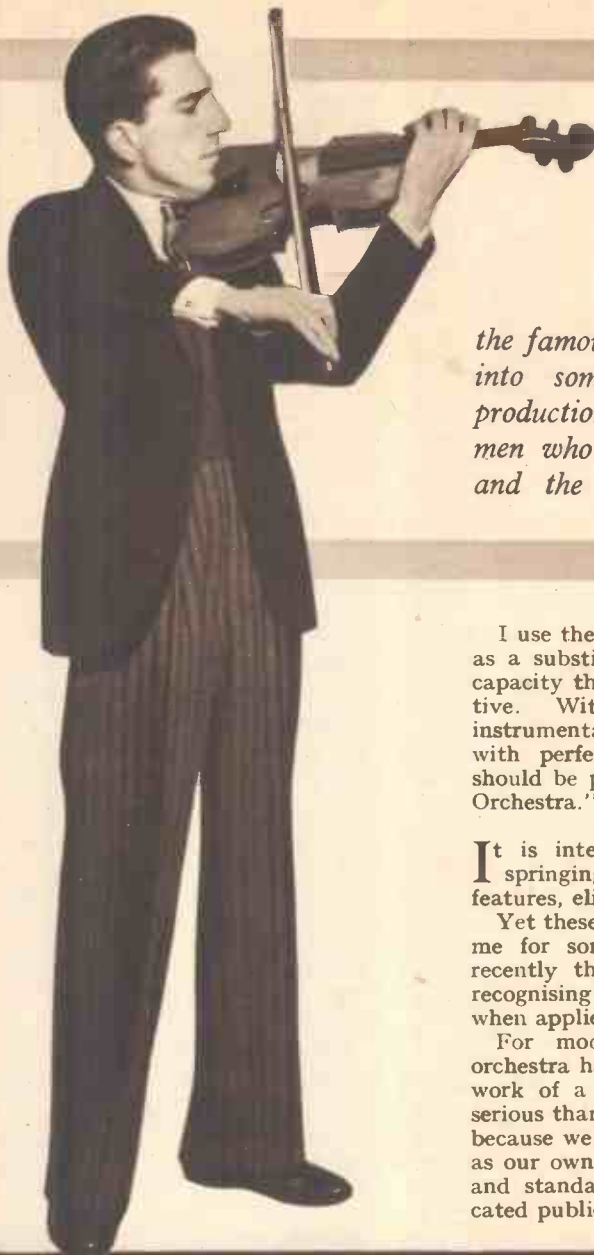 the famo
into som
productio
men who
and the
I use the
as a substi
capacity th
tive. Wit
instrumenta
with perfe
should be p
Orchestra."
It is inte
springing
features, eli
Yet these
me for son
recently th
recognising
when applie
For mod
orchestra h
work of a
serious than
because we
as our own
and standa
cated public